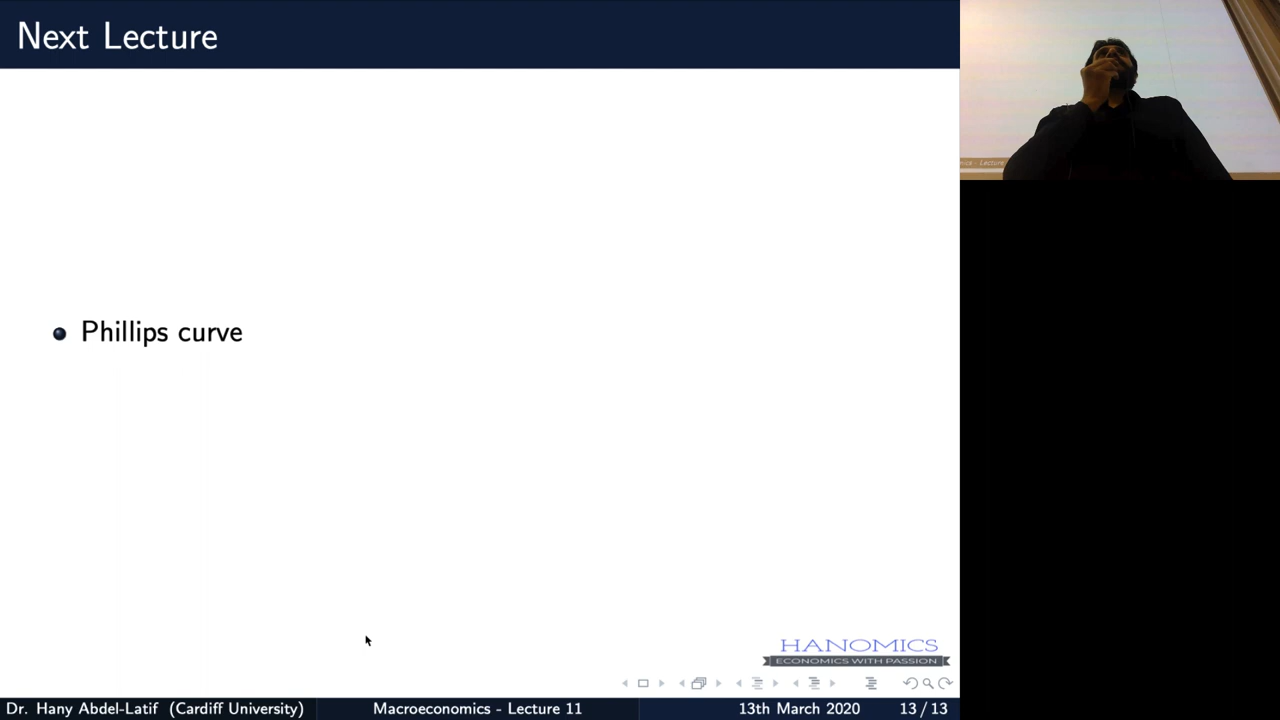 Next Lecture
Phillips curve
HANOMICS
ECONOMICS WITH PASSION
Dr. Hany Abdel-Latif (Cardiff University) Macroeconomics - Lecture 11 13th March 2020 13 / 13